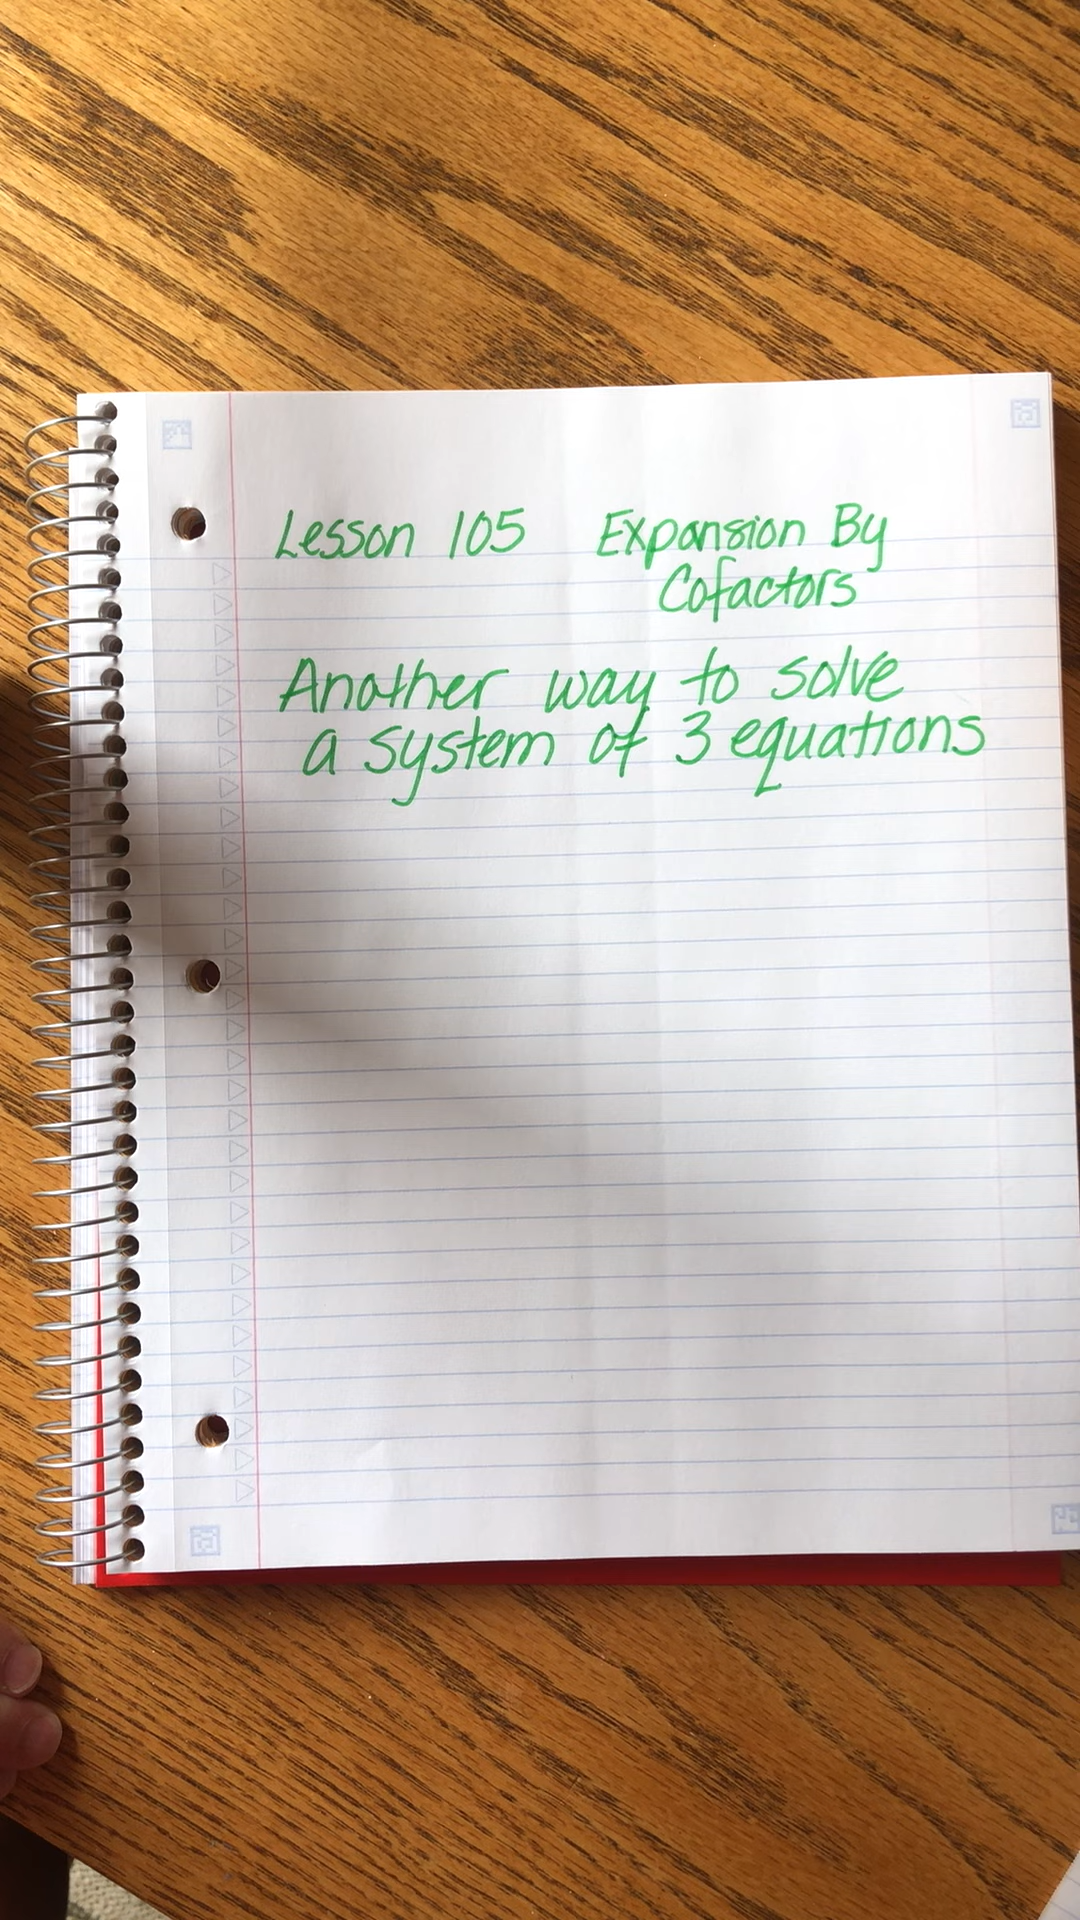 Lesson 105 Expansion By
Cofactors
Another way to solve
a system of 3 equations